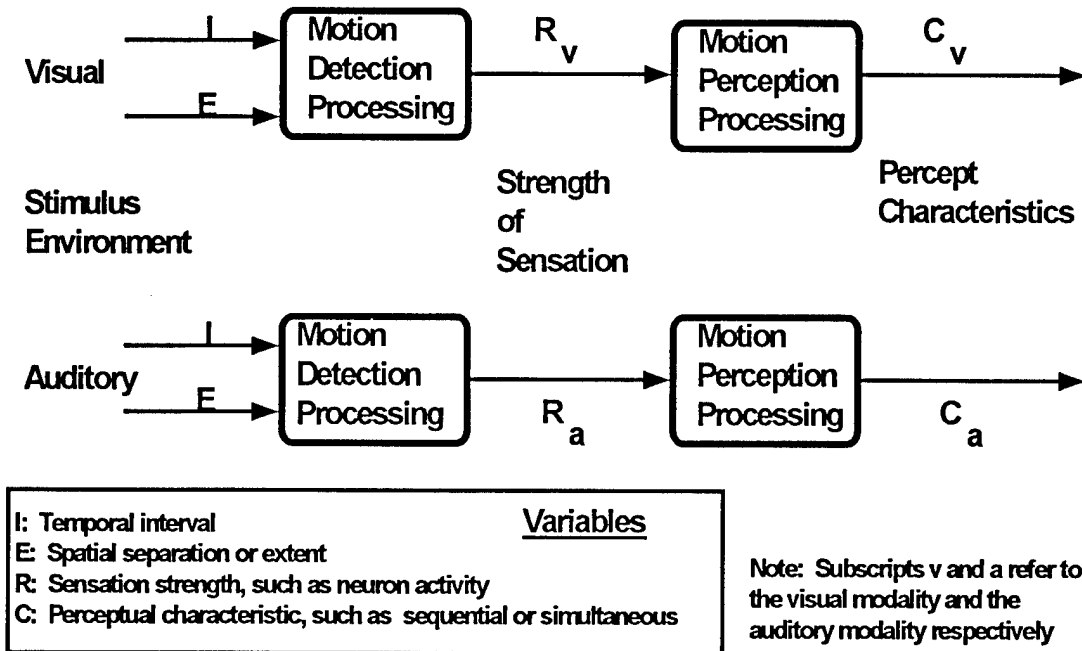 I
Visual
E
Motion
Detection
Processing
R v
Motion
Perception
Processing
C v
Stimulus
Environment
Strength
of
Sensation
Percept
Characteristics
I
Auditory
E
Motion
Detection
Processing
R a
Motion
Perception
Processing
C a
Variables
I: Temporal interval
E: Spatial separation or extent
R: Sensation strength, such as neuron activity
C: Perceptual characteristic, such as sequential or simultaneous
Note: Subscripts v and a refer to
the visual modality and the
auditory modality respectively